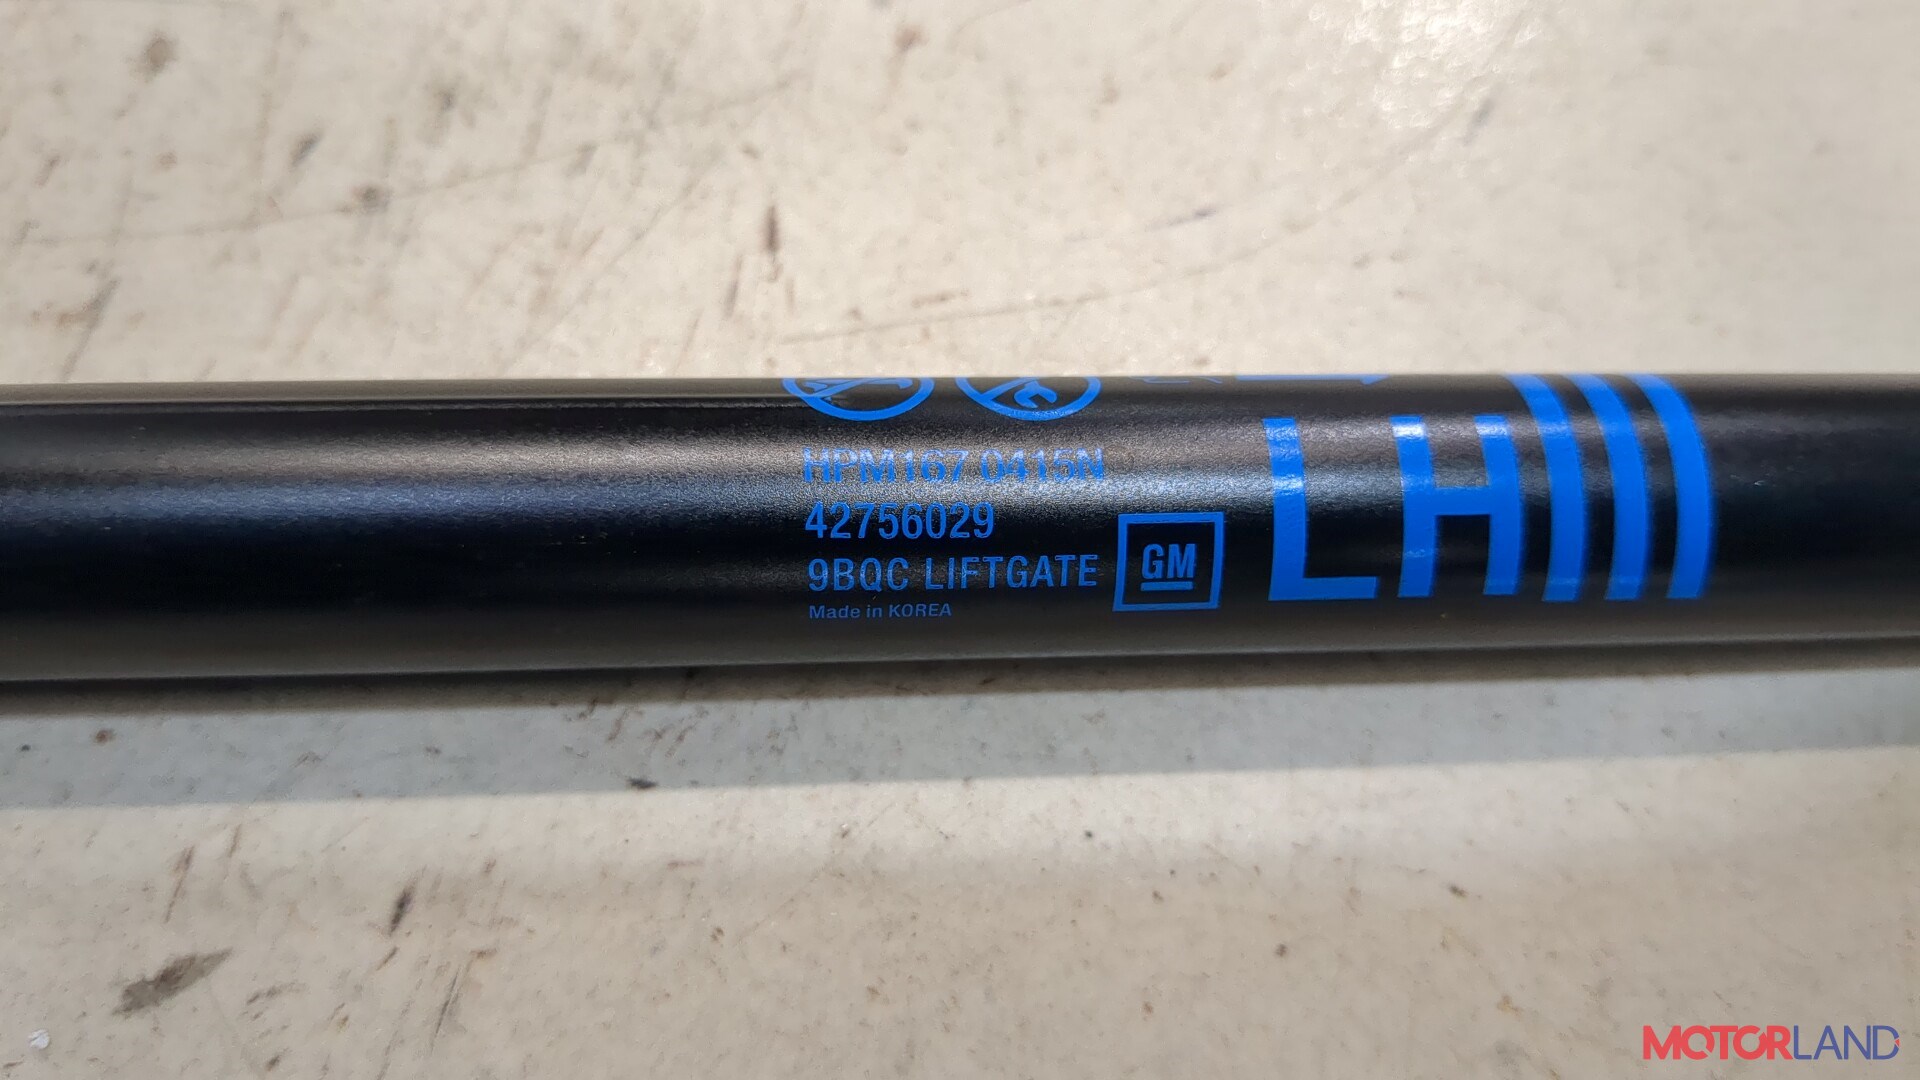 HPM167 0415N
42756029
9BQC LIFTGATE
Made in KOREA
GM
LH
MOTORLAND